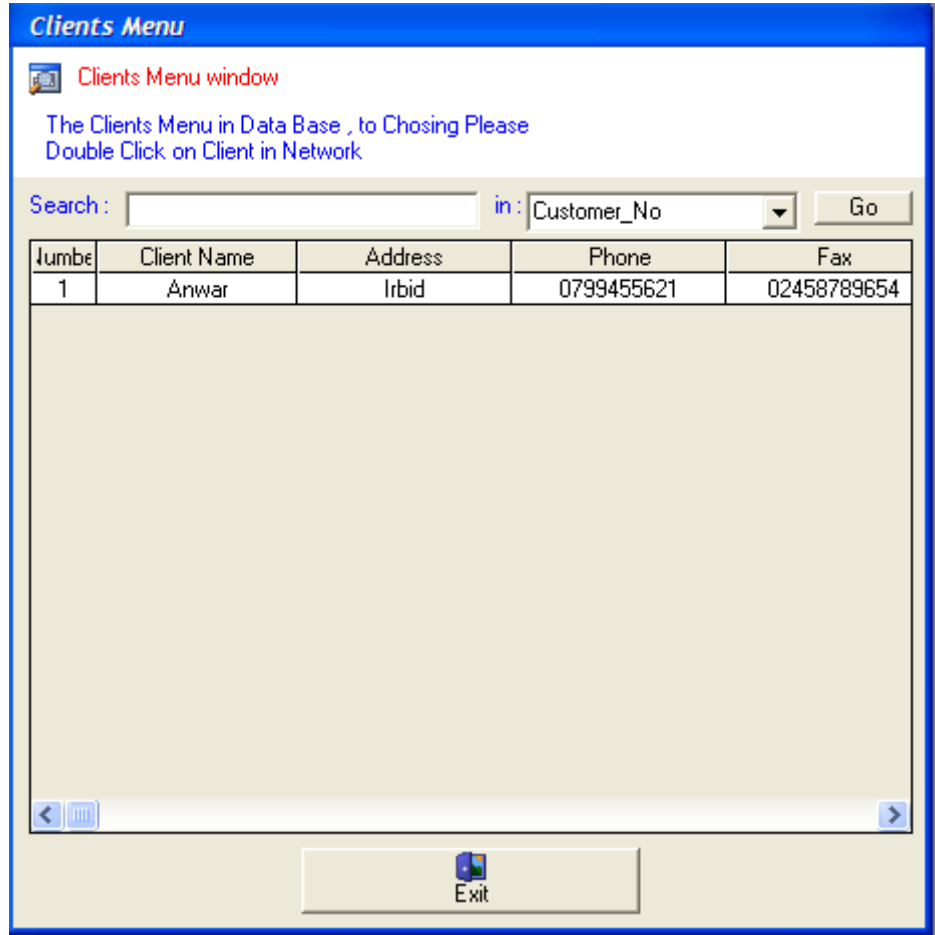 Clients Menu
Clients Menu window
The Clients Menu in Data Base , to Chosing Please
Double Click on Client in Network
Search : in : Customer_No Go
Numbe Client Name Address Phone Fax
1 Anwar Irbid 0799455621 02458789654
Exit